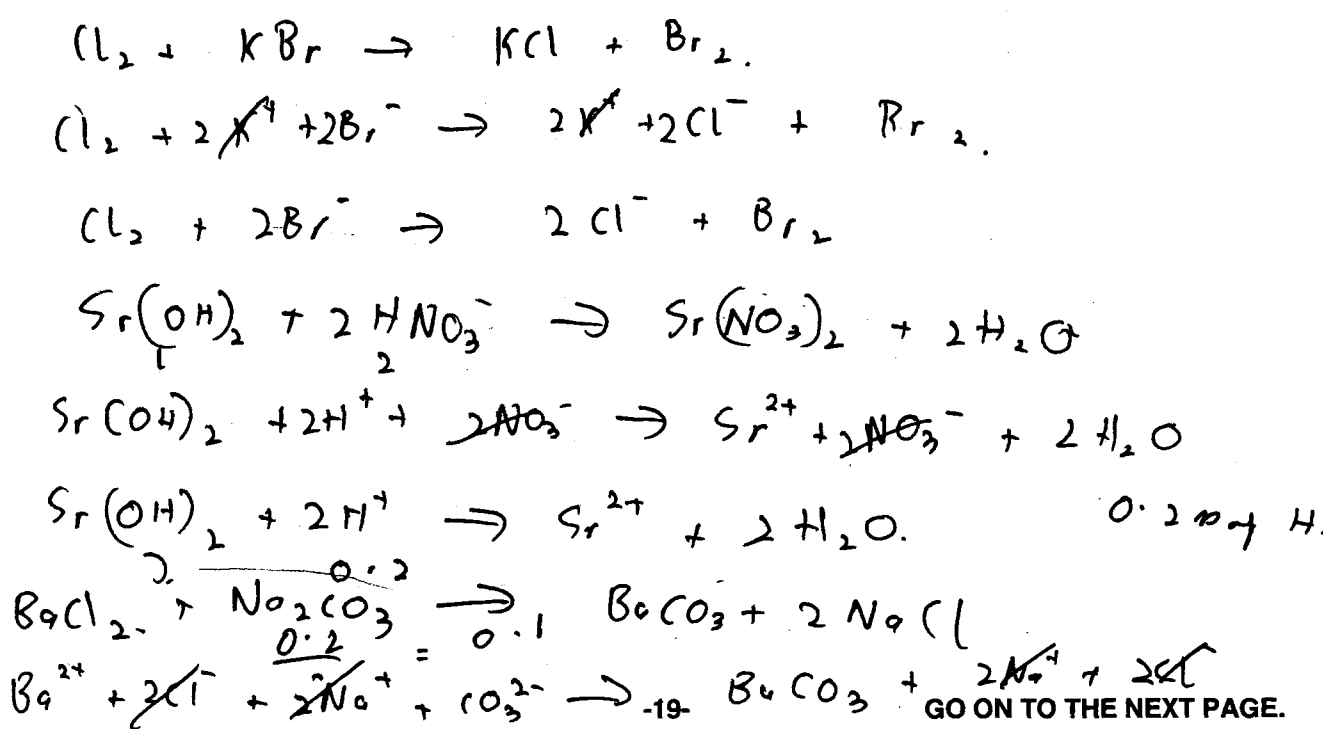 Cl₂ + KBr → KCl + Br₂.
Cl₂ + 2K⁺ + 2Br⁻ → 2K⁺ + 2Cl⁻ + Br₂.
Cl₂ + 2Br⁻ → 2Cl⁻ + Br₂
Sr(OH)₂ + 2HNO₃⁻ → Sr(NO₃)₂ + 2H₂O
1 2
Sr(OH)₂ + 2H⁺ + 2NO₃⁻ → Sr²⁺ + 2NO₃⁻ + 2H₂O
Sr(OH)₂ + 2H⁺ → Sr²⁺ + 2H₂O. 0.2 H.
0.2
BaCl₂ + Na₂CO₃ → BaCO₃ + 2NaCl
0.2 = 0.1
Ba²⁺ + 2Cl⁻ + 2Na⁺ + CO₃²⁻ → BaCO₃ + 2Na⁺ + 2Cl⁻
-19-
GO ON TO THE NEXT PAGE.